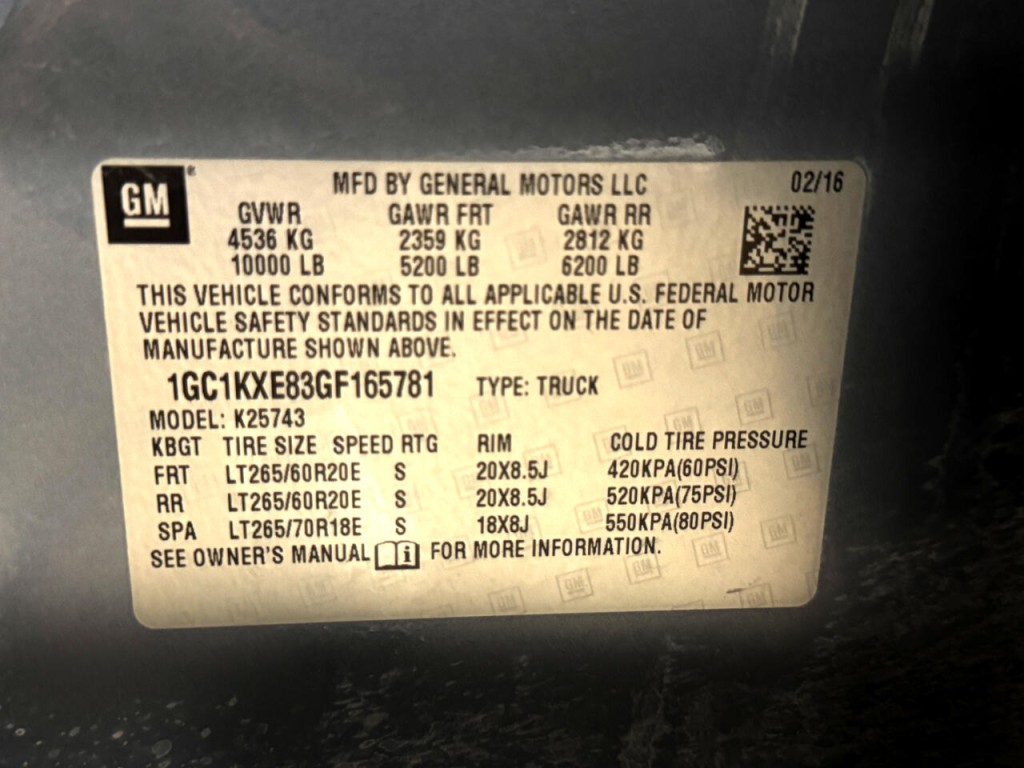 GM ® MFD BY GENERAL MOTORS LLC 02/16
GVWR GAWR FRT GAWR RR
4536 KG 2359 KG 2812 KG
10000 LB 5200 LB 6200 LB
THIS VEHICLE CONFORMS TO ALL APPLICABLE U.S. FEDERAL MOTOR
VEHICLE SAFETY STANDARDS IN EFFECT ON THE DATE OF
MANUFACTURE SHOWN ABOVE.
1GC1KXE83GF165781 TYPE: TRUCK
MODEL: K25743
KBGT TIRE SIZE SPEED RTG RIM COLD TIRE PRESSURE
FRT LT265/60R20E S 20X8.5J 420KPA(60PSI)
RR LT265/60R20E S 20X8.5J 520KPA(75PSI)
SPA LT265/70R18E S 18X8J 550KPA(80PSI)
SEE OWNER'S MANUAL i FOR MORE INFORMATION.